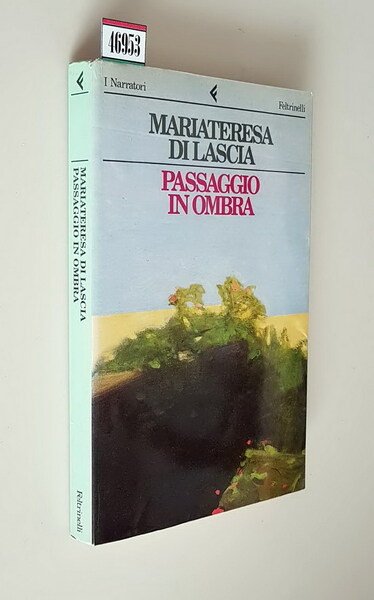 46953
I Narratori
Feltrinelli
MARIATERESA
DI LASCIA
PASSAGGIO
IN OMBRA
MARIATERESA DI LASCIA
PASSAGGIO IN OMBRA
Feltrinelli